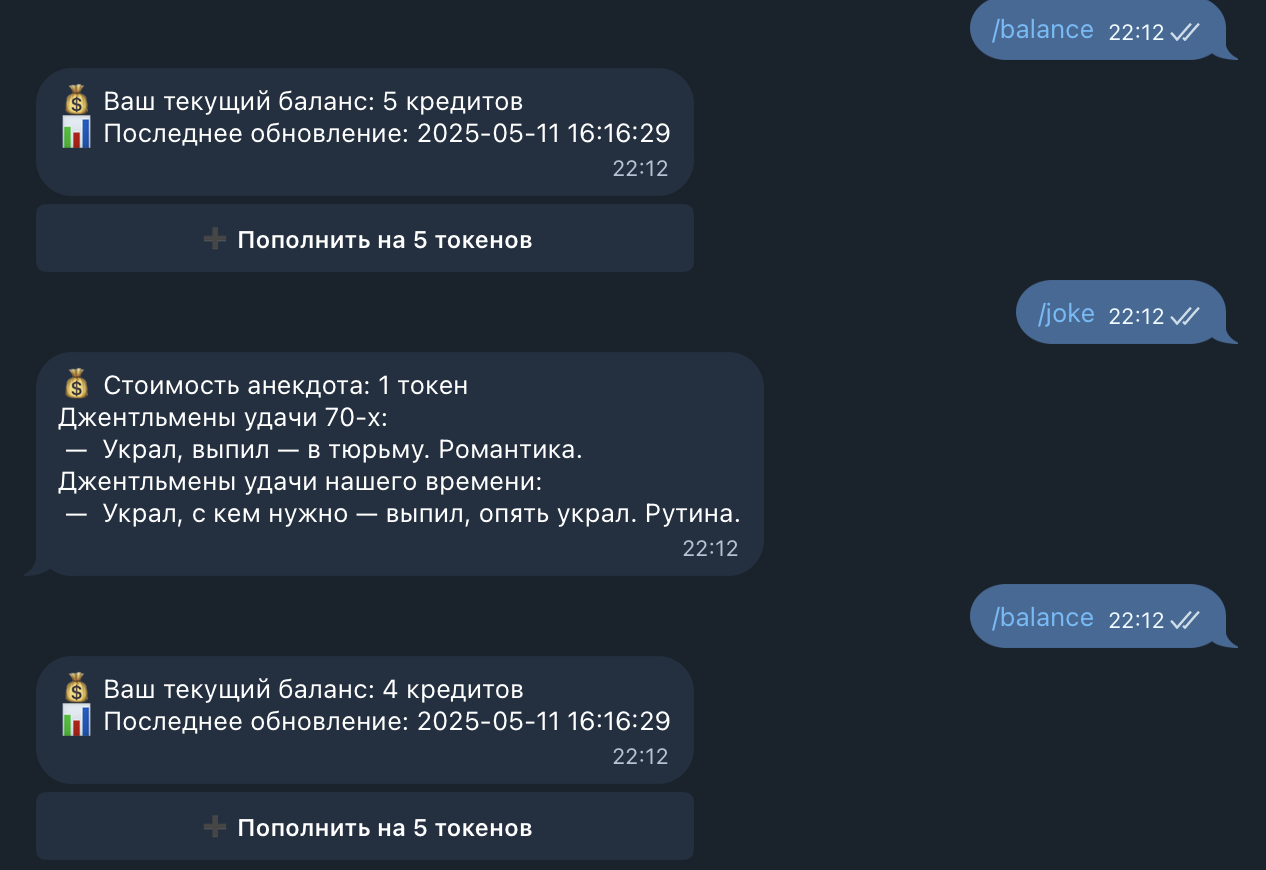 /balance 22:12
💰 Ваш текущий баланс: 5 кредитов
📊 Последнее обновление: 2025-05-11 16:16:29
22:12
➕ Пополнить на 5 токенов
/joke 22:12
💰 Стоимость анекдота: 1 токен
Джентльмены удачи 70-х:
— Украл, выпил — в тюрьму. Романтика.
Джентльмены удачи нашего времени:
— Украл, с кем нужно — выпил, опять украл. Рутина.
22:12
/balance 22:12
💰 Ваш текущий баланс: 4 кредитов
📊 Последнее обновление: 2025-05-11 16:16:29
22:12
➕ Пополнить на 5 токенов